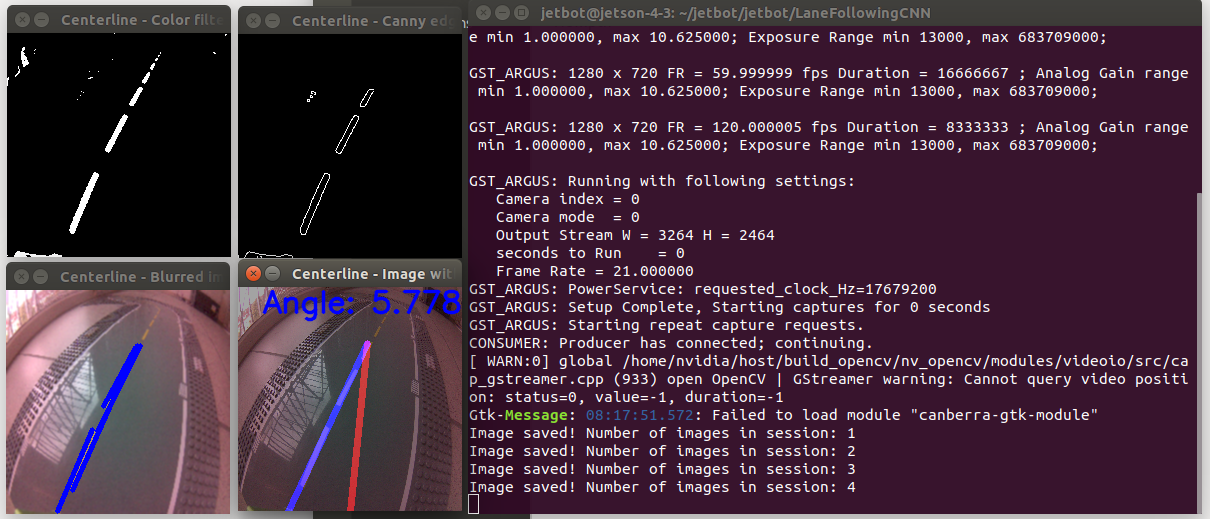 Centerline - Color filte
Centerline - Canny ed
Centerline - Blurred im
Centerline - Image wit
Angle: 5.778
jetbot@jetson-4-3: ~/jetbot/jetbot/LaneFollowingCNN
e min 1.000000, max 10.625000; Exposure Range min 13000, max 683709000;
GST_ARGUS: 1280 x 720 FR = 59.999999 fps Duration = 16666667 ; Analog Gain range
min 1.000000, max 10.625000; Exposure Range min 13000, max 683709000;
GST_ARGUS: 1280 x 720 FR = 120.000005 fps Duration = 8333333 ; Analog Gain range
min 1.000000, max 10.625000; Exposure Range min 13000, max 683709000;
GST_ARGUS: Running with following settings:
Camera index = 0
Camera mode = 0
Output Stream W = 3264 H = 2464
seconds to Run = 0
Frame Rate = 21.000000
GST_ARGUS: PowerService: requested_clock_Hz=17679200
GST_ARGUS: Setup Complete, Starting captures for 0 seconds
GST_ARGUS: Starting repeat capture requests.
CONSUMER: Producer has connected; continuing.
[ WARN:0] global /home/nvidia/host/build_opencv/nv_opencv/modules/videoio/src/ca
p_gstreamer.cpp (933) open OpenCV | GStreamer warning: Cannot query video positi
on: status=0, value=-1, duration=-1
Gtk-Message: 08:17:51.572: Failed to load module "canberra-gtk-module"
Image saved! Number of images in session: 1
Image saved! Number of images in session: 2
Image saved! Number of images in session: 3
Image saved! Number of images in session: 4